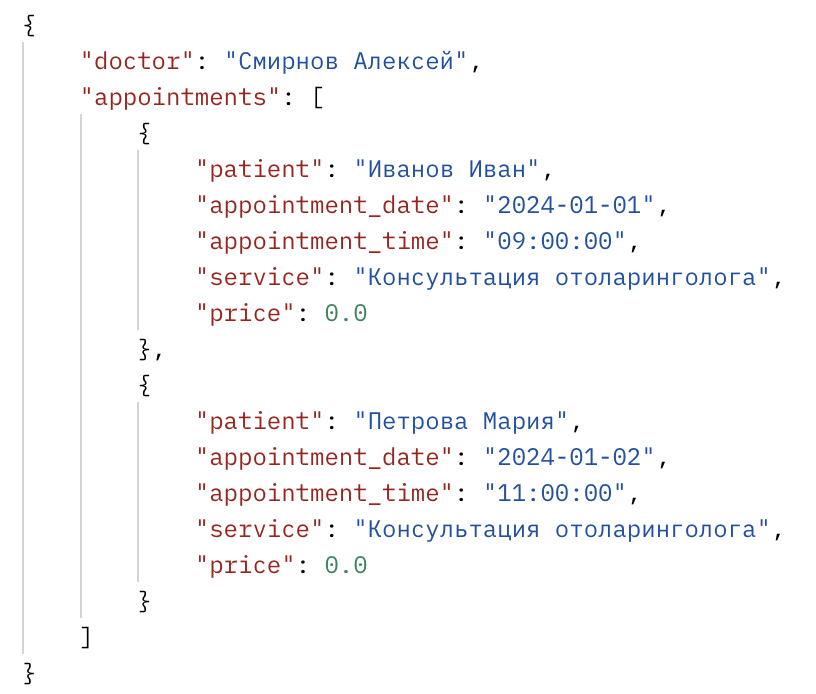 {
"doctor": "Смирнов Алексей",
"appointments": [
{
"patient": "Иванов Иван",
"appointment_date": "2024-01-01",
"appointment_time": "09:00:00",
"service": "Консультация отоларинголога",
"price": 0.0
},
{
"patient": "Петрова Мария",
"appointment_date": "2024-01-02",
"appointment_time": "11:00:00",
"service": "Консультация отоларинголога",
"price": 0.0
}
]
}